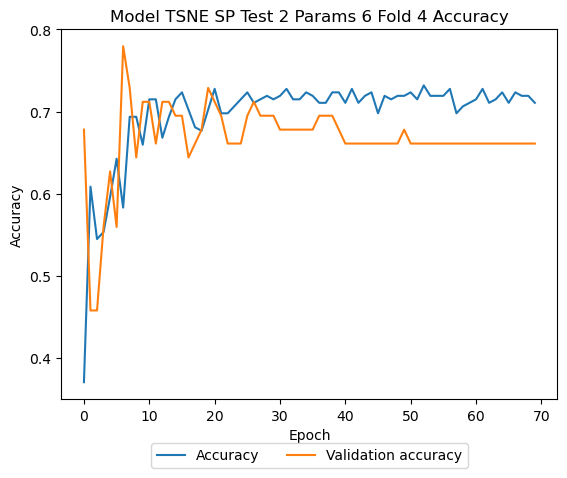 Model TSNE SP Test 2 Params 6 Fold 4 Accuracy
0.8
0.7
0.6
0.5
0.4
Accuracy
0 10 20 30 40 50 60 70
Epoch
Accuracy Validation accuracy